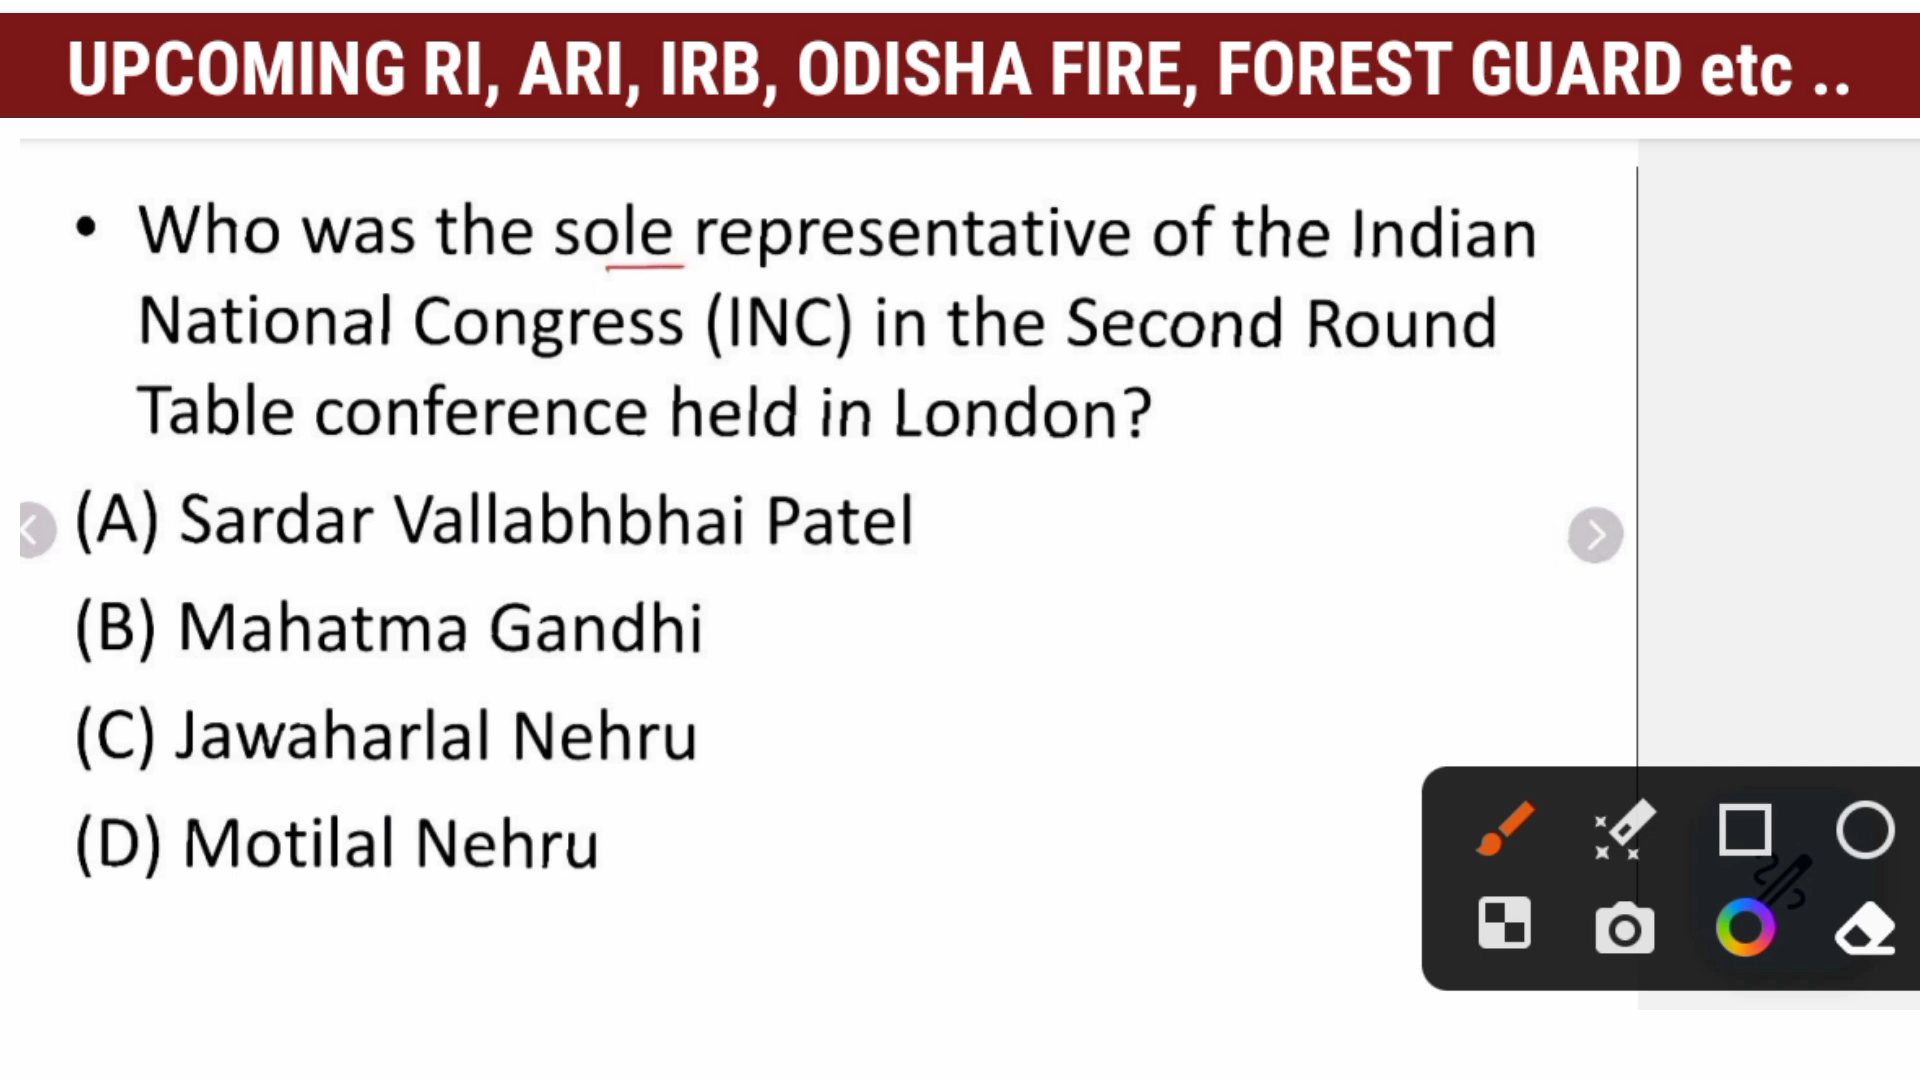 UPCOMING RI, ARI, IRB, ODISHA FIRE, FOREST GUARD etc ..
• Who was the sole representative of the Indian
National Congress (INC) in the Second Round
Table conference held in London?
(A) Sardar Vallabhbhai Patel
(B) Mahatma Gandhi
(C) Jawaharlal Nehru
(D) Motilal Nehru